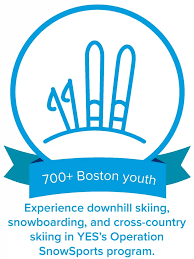 700+ Boston youth
Experience downhill skiing,
snowboarding, and cross-country
skiing in YES's Operation
SnowSports program.